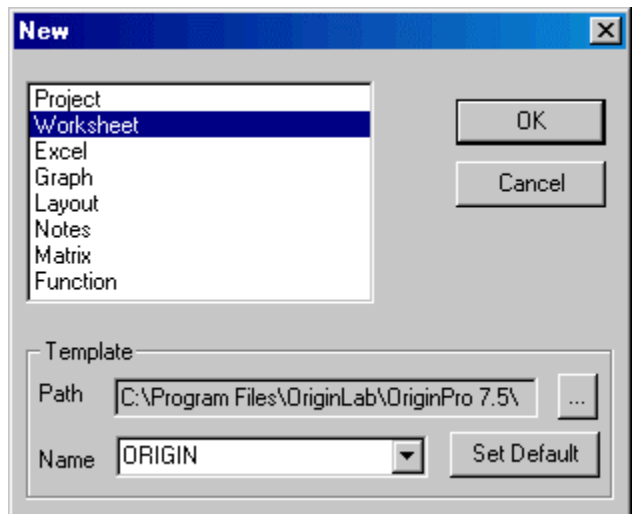 New
Project
Worksheet
Excel
Graph
Layout
Notes
Matrix
Function
OK
Cancel
Template
Path C:\Program Files\OriginLab\OriginPro 7.5\ ...
Name ORIGIN Set Default